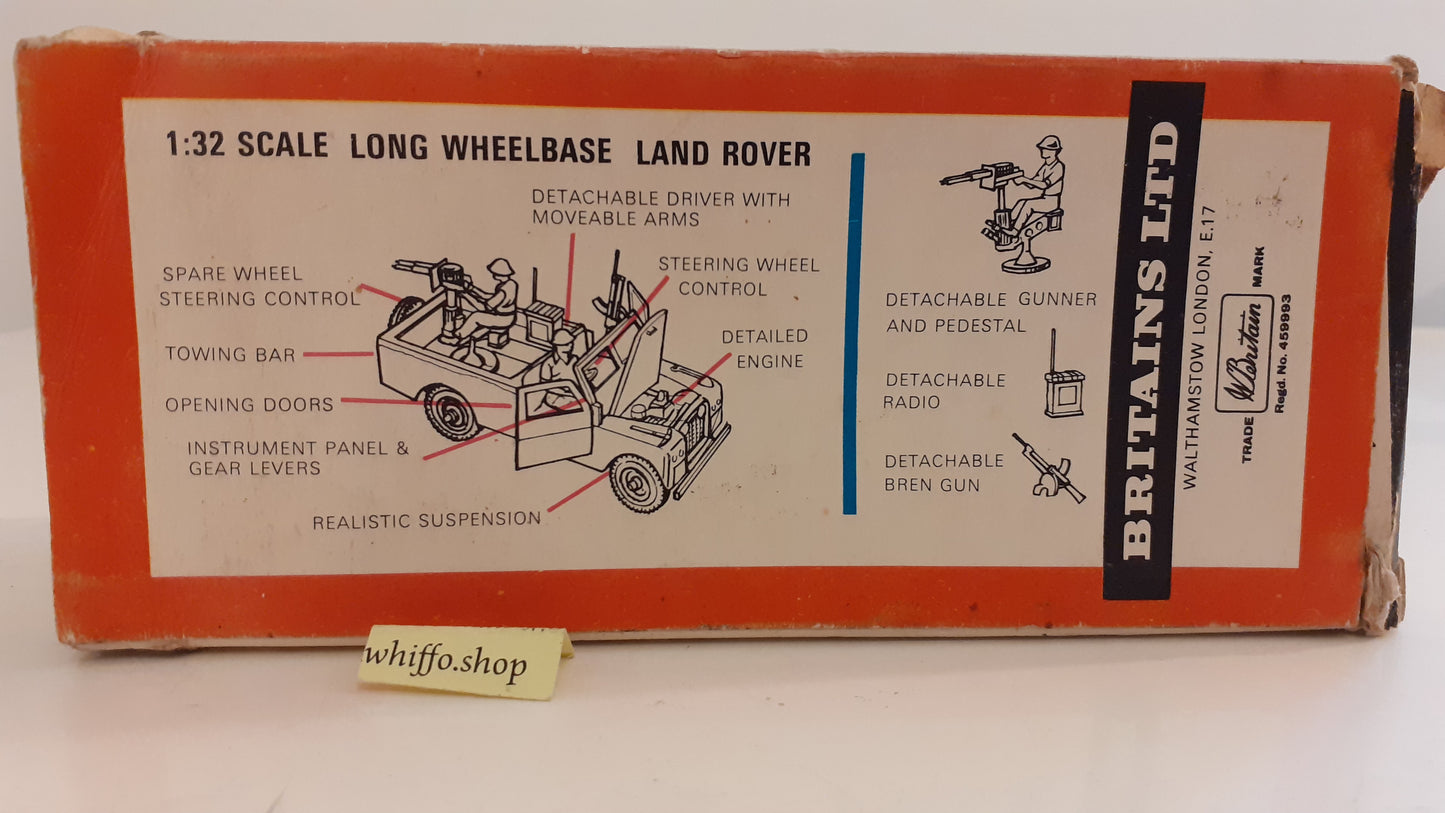 1:32 SCALE LONG WHEELBASE LAND ROVER
DETACHABLE DRIVER WITH
MOVEABLE ARMS
SPARE WHEEL
STEERING CONTROL
STEERING WHEEL
CONTROL
TOWING BAR
DETAILED
ENGINE
OPENING DOORS
INSTRUMENT PANEL &
GEAR LEVERS
REALISTIC SUSPENSION
DETACHABLE GUNNER
AND PEDESTAL
DETACHABLE
RADIO
DETACHABLE
BREN GUN
BRITAINS LTD
WALTHAMSTOW LONDON, E.17
TRADE WBritain MARK
Regd. No. 459993
whiffo.shop